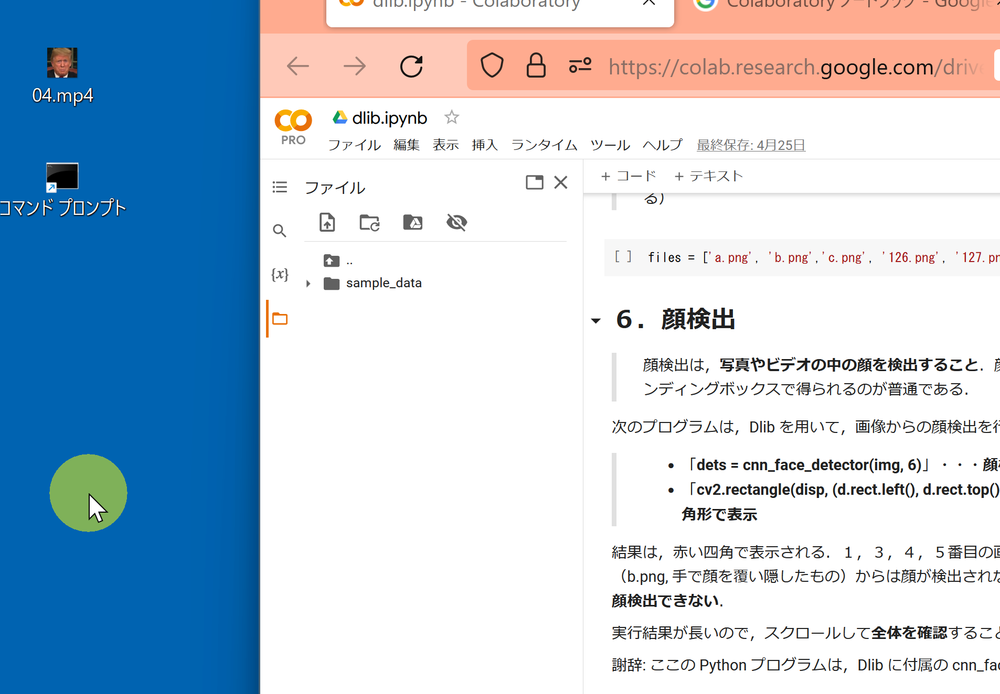 dlib.ipynb - Colaboratory
Colaboratory ノートブック - Google
04.mp4
https://colab.research.google.com/drive
dlib.ipynb
PRO
ファイル 編集 表示 挿入 ランタイム ツール ヘルプ 最終保存: 4月25日
コマンド プロンプト
ファイル
+ コード + テキスト
る）
..
sample_data
{x}
[ ] files = ['a.png', 'b.png','c.png', '126.png', '127.pn
６．顔検出
顔検出は，写真やビデオの中の顔を検出すること．
ンディングボックスで得られるのが普通である．
次のプログラムは，Dlib を用いて，画像からの顔検出を行
• 「dets = cnn_face_detector(img, 6)」・・・顔
• 「cv2.rectangle(disp, (d.rect.left(), d.rect.top()
角形で表示
結果は，赤い四角で表示される．１，３，４，５番目の画
（b.png, 手で顔を覆い隠したもの）からは顔が検出されな
顔検出できない．
実行結果が長いので，スクロールして全体を確認すること
謝辞: ここの Python プログラムは，Dlib に付属の cnn_fac